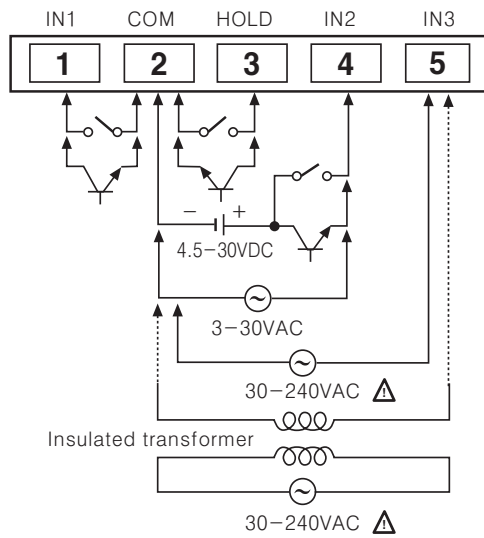 IN1 COM HOLD IN2 IN3
1 2 3 4 5
− +
4.5−30VDC
3−30VAC
30−240VAC
Insulated transformer
30−240VAC